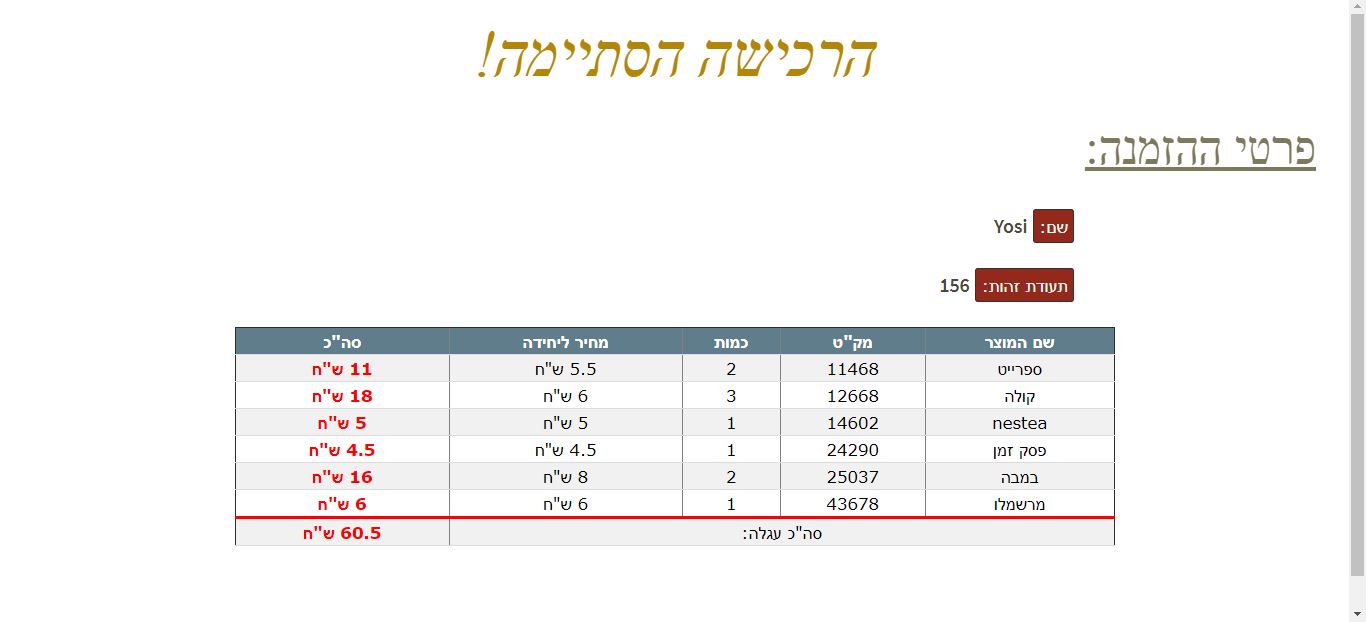 הרכישה הסתיימה!
פרטי ההזמנה:
שם: Yosi
תעודת זהות: 156
שם המוצר מק"ט כמות מחיר ליחידה סה"כ
ספרייט 11468 2 5.5 ש"ח 11 ש"ח
קולה 12668 3 6 ש"ח 18 ש"ח
nestea 14602 1 5 ש"ח 5 ש"ח
פסק זמן 24290 1 4.5 ש"ח 4.5 ש"ח
במבה 25037 2 8 ש"ח 16 ש"ח
מרשמלו 43678 1 6 ש"ח 6 ש"ח
סה"כ עגלה: 60.5 ש"ח